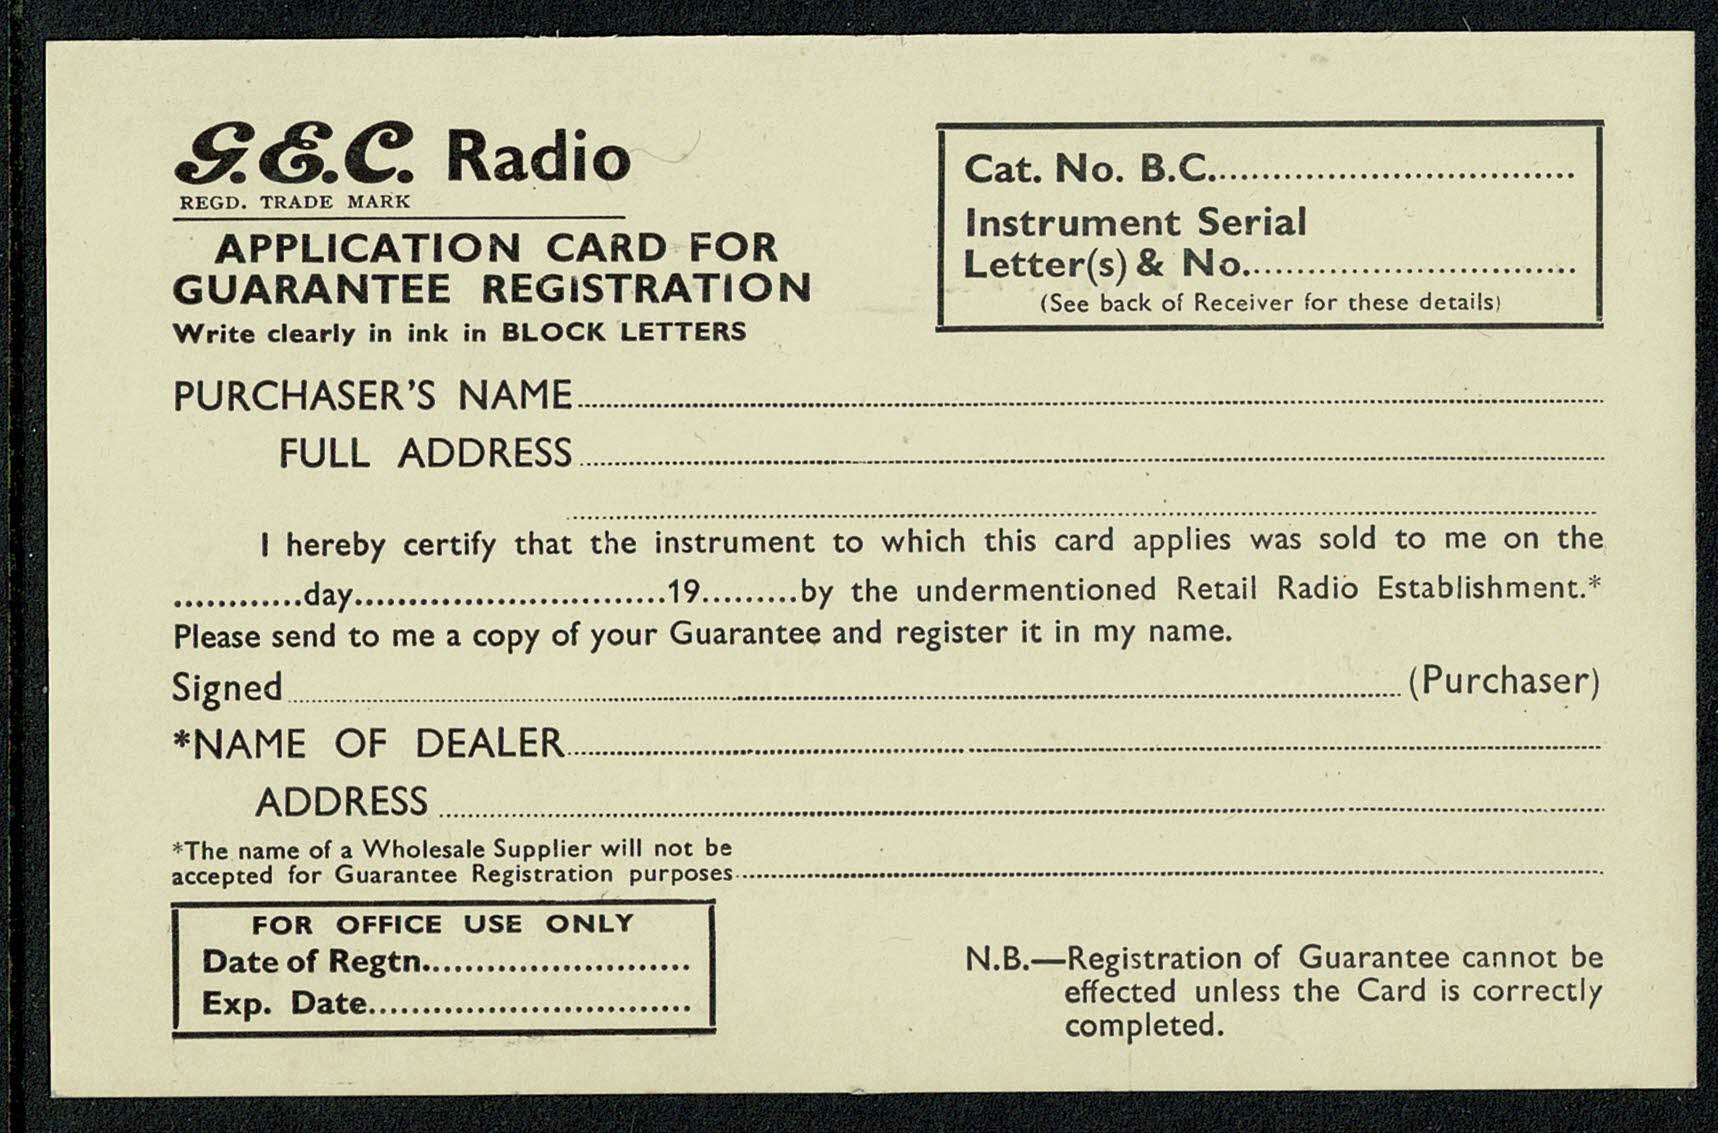 G.E.C. Radio
REGD. TRADE MARK
APPLICATION CARD FOR
GUARANTEE REGISTRATION
Write clearly in ink in BLOCK LETTERS
Cat. No. B.C.................................
Instrument Serial
Letter(s) & No..............................
(See back of Receiver for these details)
PURCHASER'S NAME..........................................................................
FULL ADDRESS..........................................................................
..........................................................................
I hereby certify that the instrument to which this card applies was sold to me on the
............day.............................19.........by the undermentioned Retail Radio Establishment.*
Please send to me a copy of your Guarantee and register it in my name.
Signed..........................................................................(Purchaser)
*NAME OF DEALER..........................................................................
ADDRESS..........................................................................
*The name of a Wholesale Supplier will not be
accepted for Guarantee Registration purposes..........................................................................
FOR OFFICE USE ONLY
Date of Regtn.........................
Exp. Date..............................
N.B.—Registration of Guarantee cannot be
effected unless the Card is correctly
completed.